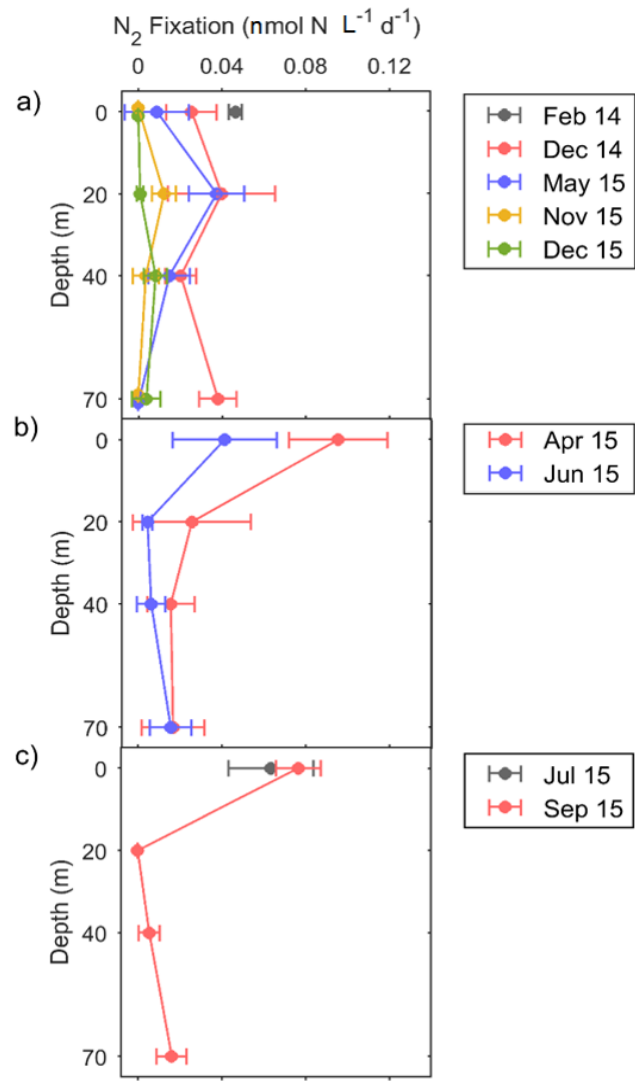 N2 Fixation (nmol N L-1 d-1)
0 0.04 0.08 0.12
a)
0
20
40
70
Depth (m)
Feb 14
Dec 14
May 15
Nov 15
Dec 15
b)
0
20
40
70
Depth (m)
Apr 15
Jun 15
c)
0
20
40
70
Depth (m)
Jul 15
Sep 15